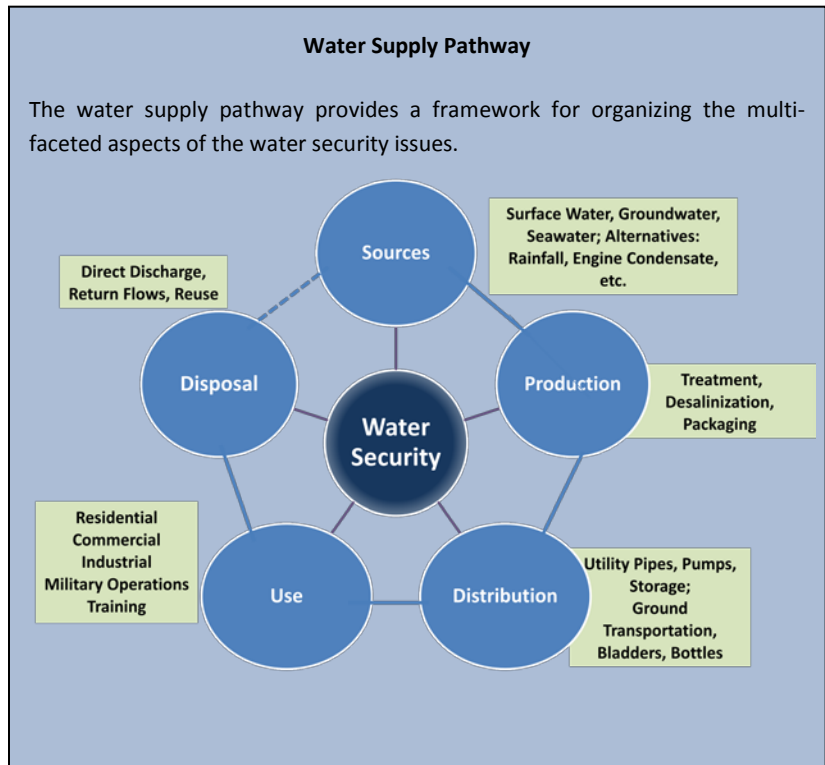 Water Supply Pathway
The water supply pathway provides a framework for organizing the multi-
faceted aspects of the water security issues.
Sources
Surface Water, Groundwater,
Seawater; Alternatives:
Rainfall, Engine Condensate,
etc.
Direct Discharge,
Return Flows, Reuse
Disposal
Production
Treatment,
Desalinization,
Packaging
Water
Security
Residential
Commercial
Industrial
Military Operations
Training
Use
Distribution
Utility Pipes, Pumps,
Storage;
Ground
Transportation,
Bladders, Bottles